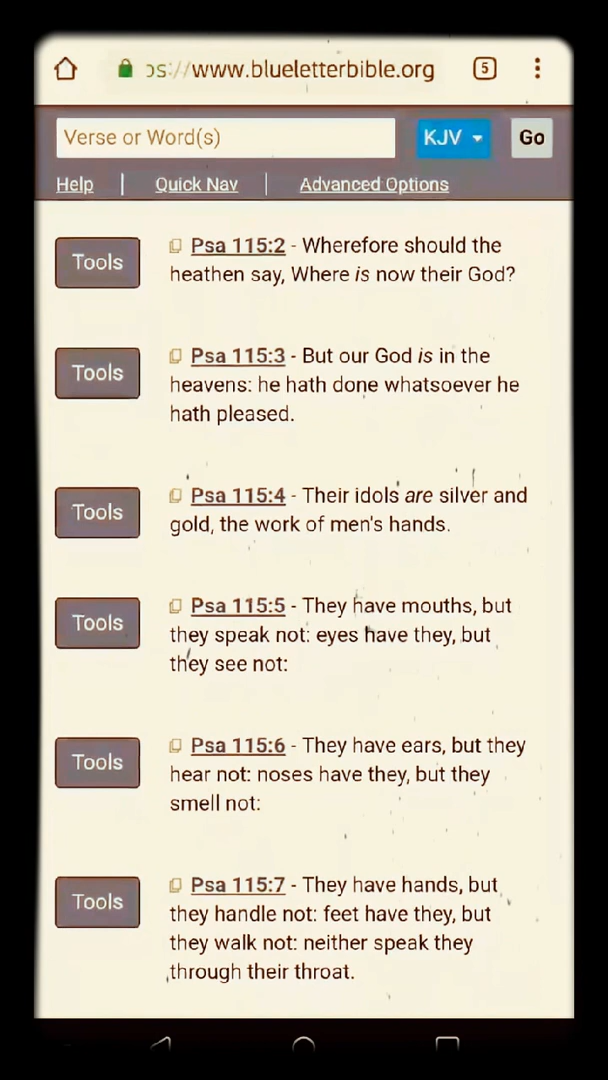 ps://www.blueletterbible.org
5
Verse or Word(s)
KJV
Go
Help | Quick Nav | Advanced Options
Tools
Psa 115:2 - Wherefore should the
heathen say, Where is now their God?
Tools
Psa 115:3 - But our God is in the
heavens: he hath done whatsoever he
hath pleased.
Tools
Psa 115:4 - Their idols are silver and
gold, the work of men's hands.
Tools
Psa 115:5 - They have mouths, but
they speak not: eyes have they, but
they see not:
Tools
Psa 115:6 - They have ears, but they
hear not: noses have they, but they
smell not:
Tools
Psa 115:7 - They have hands, but
they handle not: feet have they, but
they walk not: neither speak they
through their throat.